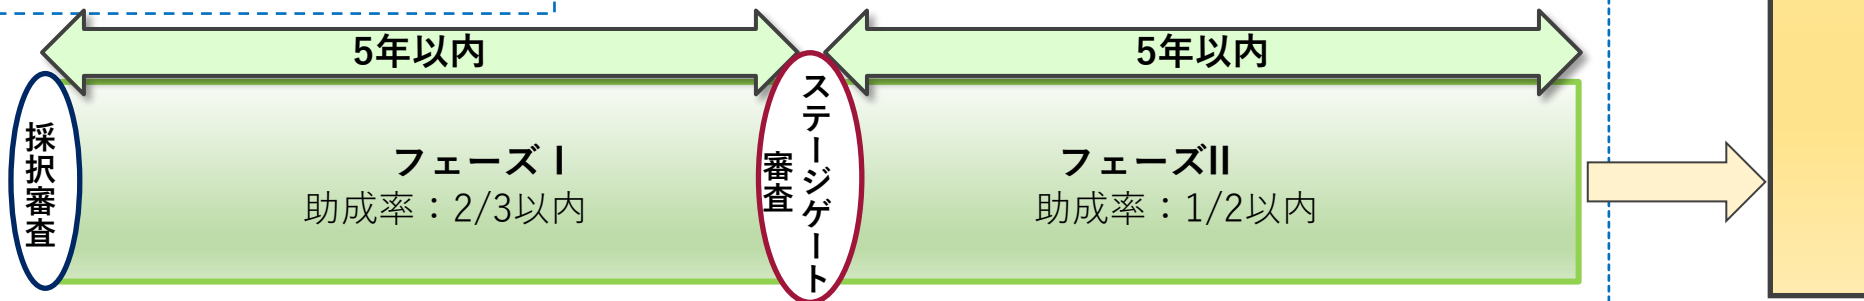 5年以内
5年以内
採択審査
フェーズ I
助成率：2/3以内
ステージゲート
審査
フェーズII
助成率：1/2以内